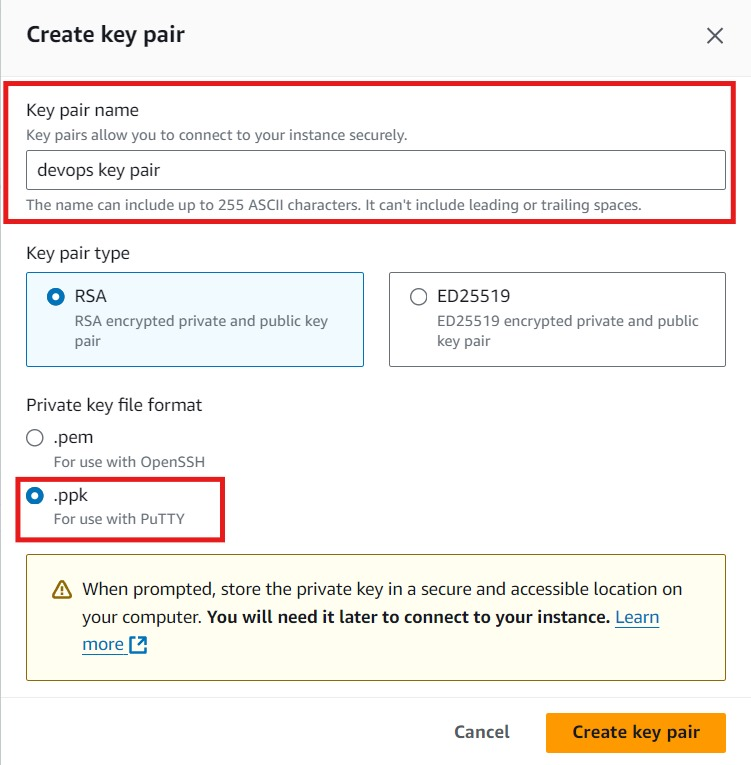 Create key pair
Key pair name
Key pairs allow you to connect to your instance securely.
devops key pair
The name can include up to 255 ASCII characters. It can't include leading or trailing spaces.
Key pair type
RSA
RSA encrypted private and public key
pair
ED25519
ED25519 encrypted private and public
key pair
Private key file format
.pem
For use with OpenSSH
.ppk
For use with PuTTY
When prompted, store the private key in a secure and accessible location on
your computer. You will need it later to connect to your instance. Learn
more
Cancel
Create key pair